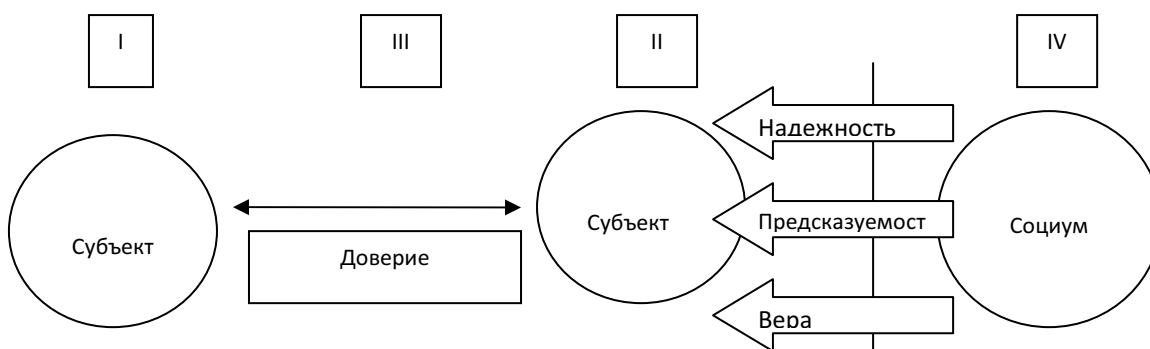 I
III
II
IV
Надежность
Субъект
Доверие
Субъект
Предсказуемост
Социум
Вера